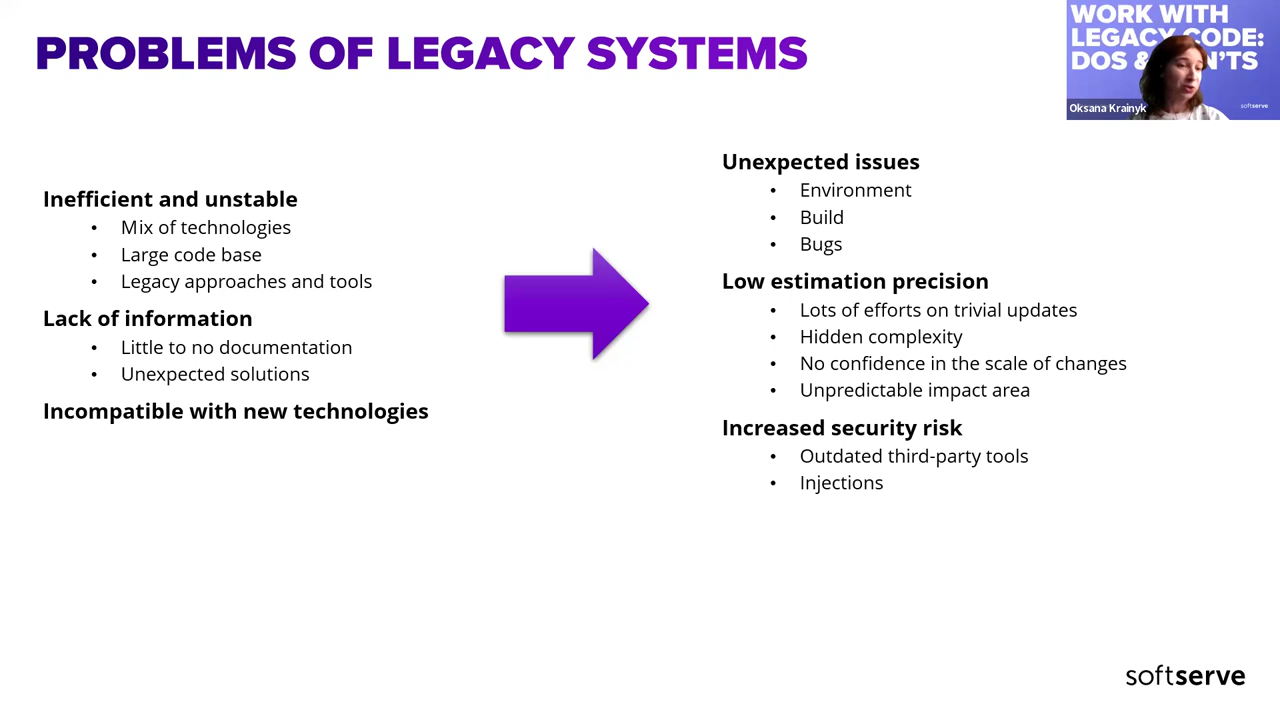 PROBLEMS OF LEGACY SYSTEMS
WORK WITH
LEGACY CODE:
DOS & N'TS
Oksana Krainyk
softserve
Inefficient and unstable
• Mix of technologies
• Large code base
• Legacy approaches and tools
Lack of information
• Little to no documentation
• Unexpected solutions
Incompatible with new technologies
Unexpected issues
• Environment
• Build
• Bugs
Low estimation precision
• Lots of efforts on trivial updates
• Hidden complexity
• No confidence in the scale of changes
• Unpredictable impact area
Increased security risk
• Outdated third-party tools
• Injections
softserve